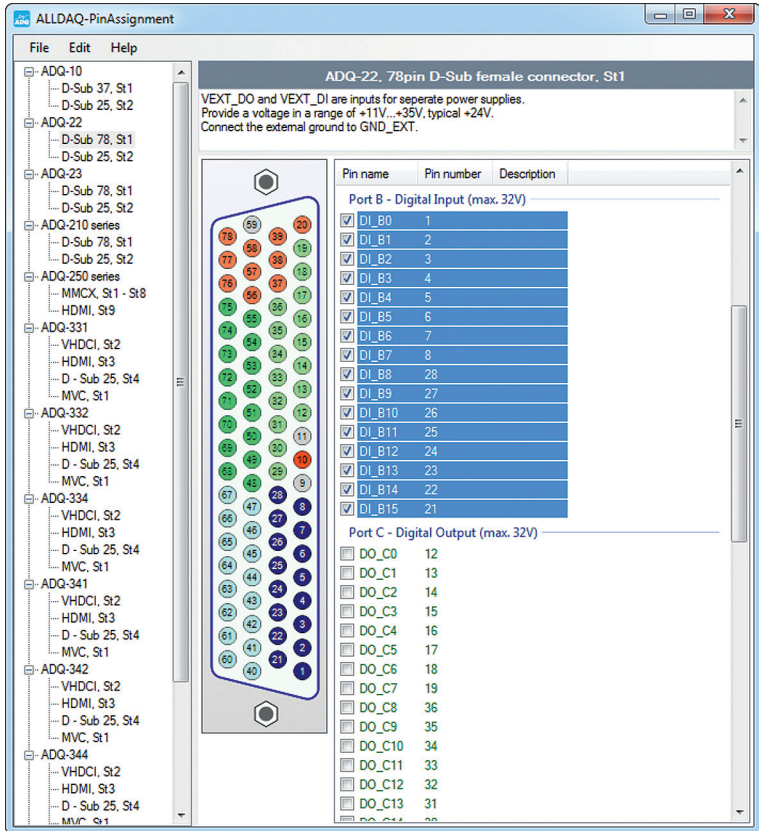 ADQ ALLDAQ-PinAssignment
File Edit Help
ADQ-10
D-Sub 37, St1
D-Sub 25, St2
ADQ-22
D-Sub 78, St1
D-Sub 25, St2
ADQ-23
D-Sub 78, St1
D-Sub 25, St2
ADQ-210 series
D-Sub 78, St1
D-Sub 25, St2
ADQ-250 series
MMCX, St1 - St8
HDMI, St9
ADQ-331
VHDCI, St2
HDMI, St3
D - Sub 25, St4
MVC, St1
ADQ-332
VHDCI, St2
HDMI, St3
D - Sub 25, St4
MVC, St1
ADQ-334
VHDCI, St2
HDMI, St3
D - Sub 25, St4
MVC, St1
ADQ-341
VHDCI, St2
HDMI, St3
D - Sub 25, St4
MVC, St1
ADQ-342
VHDCI, St2
HDMI, St3
D - Sub 25, St4
MVC, St1
ADQ-344
VHDCI, St2
HDMI, St3
D - Sub 25, St4
MVC, St1
ADQ-22, 78pin D-Sub female connector, St1
VEXT_DO and VEXT_DI are inputs for seperate power supplies.
Provide a voltage in a range of +11V...+35V, typical +24V.
Connect the external ground to GND_EXT.
59 20
78 39
58 19
77 38
57 18
76 37
56 17
75 36
55 16
74 35
54 15
73 34
53 14
72 33
52 13
71 32
51 12
70 31
50 11
69 30
49 10
68 29
48 9
67 28
47 8
66 27
46 7
65 26
45 6
64 25
44 5
63 24
43 4
62 23
42 3
61 22
41 2
60 21
40 1
Pin name Pin number Description
Port B - Digital Input (max. 32V)
DI_B0 1
DI_B1 2
DI_B2 3
DI_B3 4
DI_B4 5
DI_B5 6
DI_B6 7
DI_B7 8
DI_B8 28
DI_B9 27
DI_B10 26
DI_B11 25
DI_B12 24
DI_B13 23
DI_B14 22
DI_B15 21
Port C - Digital Output (max. 32V)
DO_C0 12
DO_C1 13
DO_C2 14
DO_C3 15
DO_C4 16
DO_C5 17
DO_C6 18
DO_C7 19
DO_C8 36
DO_C9 35
DO_C10 34
DO_C11 33
DO_C12 32
DO_C13 31